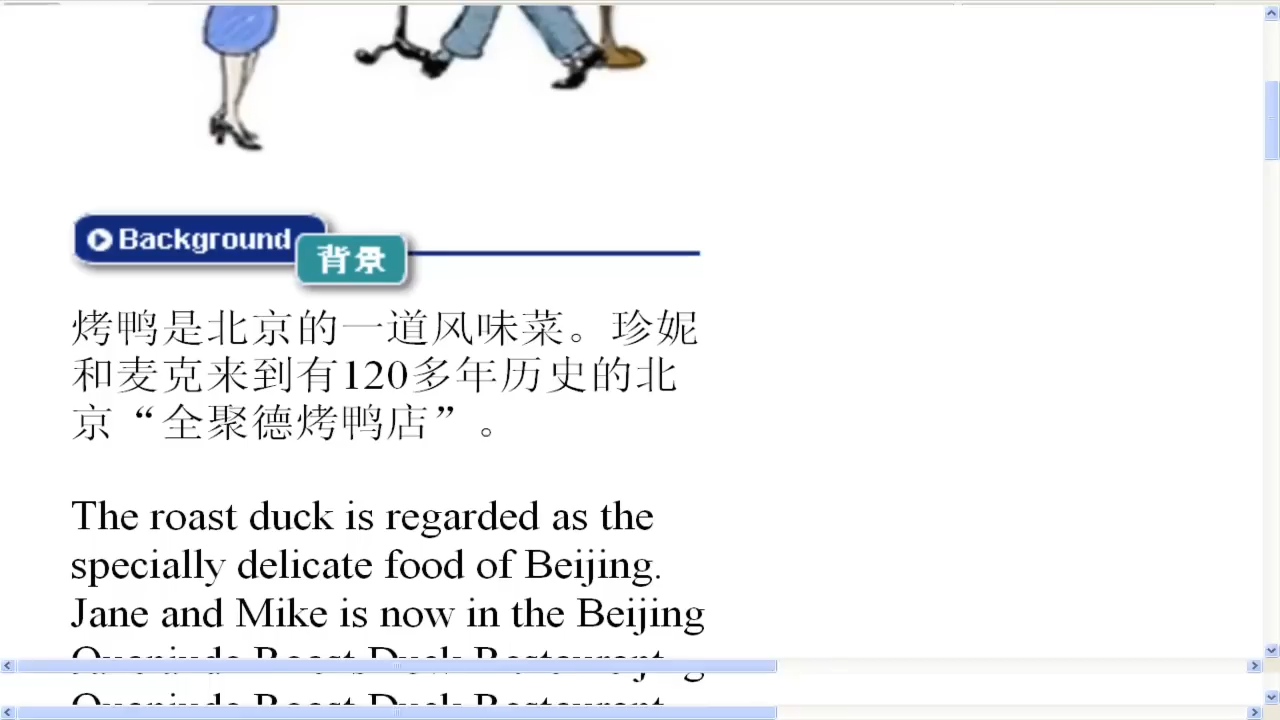 Background
背景
烤鸭是北京的一道风味菜。珍妮
和麦克来到有120多年历史的北
京“全聚德烤鸭店”。
The roast duck is regarded as the
specially delicate food of Beijing.
Jane and Mike is now in the Beijing
Roast Duck Restaurant